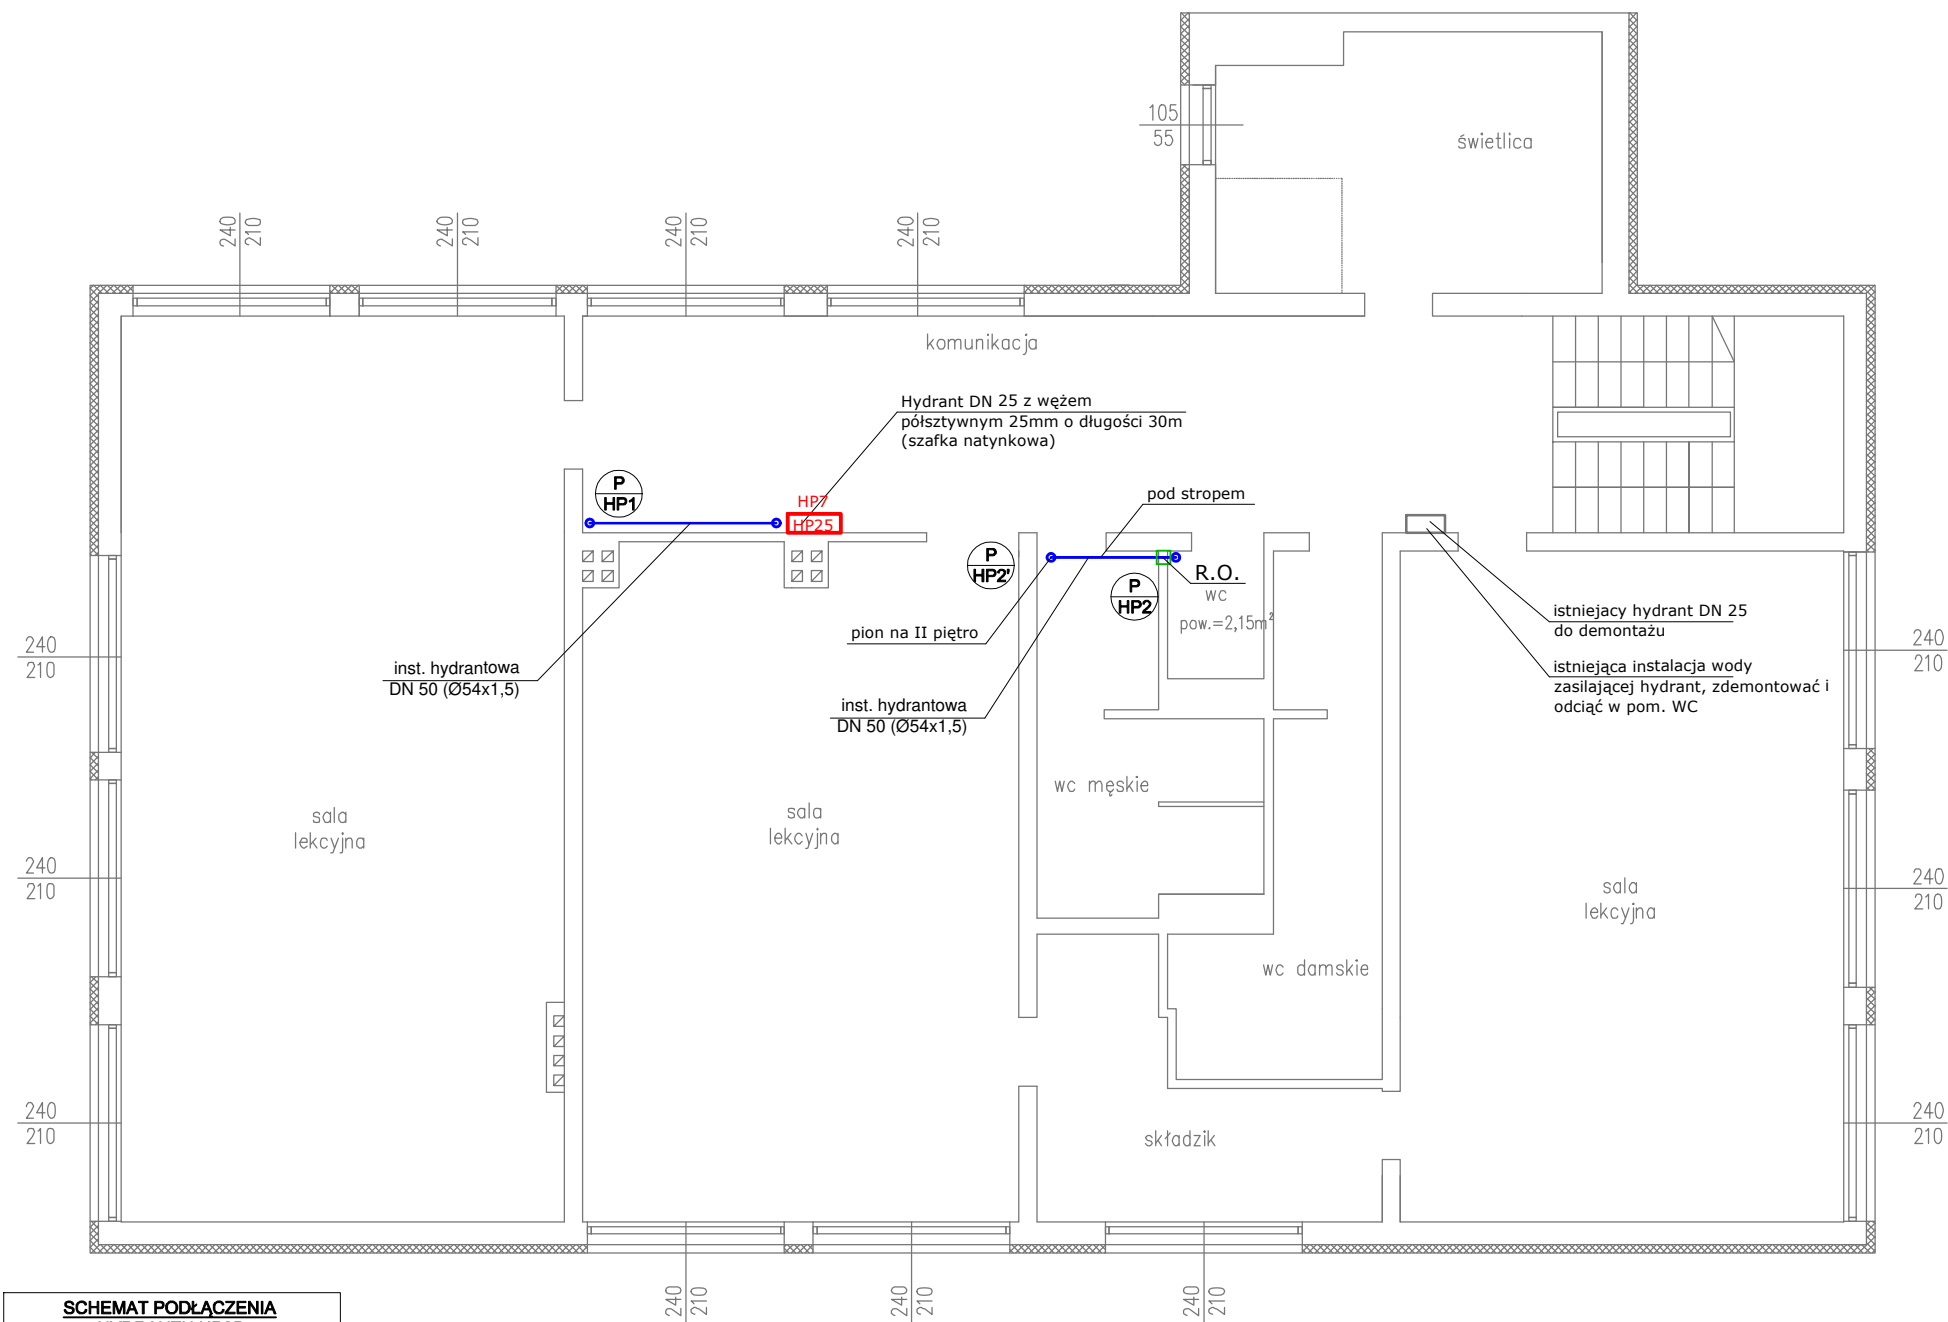 105
55
świetlica
240
210
240
210
240
210
240
210
komunikacja
Hydrant DN 25 z wężem
półsztywnym 25mm o długości 30m
(szafka natynkowa)
P
HP1
HP7
HP25
pod stropem
P
HP2'
P
HP2
R.O.
wc
pow.=2,15m²
pion na II piętro
inst. hydrantowa
DN 50 (Ø54x1,5)
inst. hydrantowa
DN 50 (Ø54x1,5)
istniejacy hydrant DN 25
do demontażu
istniejąca instalacja wody
zasilającej hydrant, zdemontować i
odciąć w pom. WC
240
210
240
210
wc męskie
sala
lekcyjna
sala
lekcyjna
sala
lekcyjna
240
210
240
210
wc damskie
240
210
240
210
składzik
240
210
240
210
240
210
SCHEMAT PODŁĄCZENIA